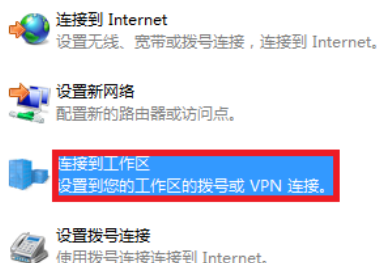 连接到 Internet
设置无线、宽带或拨号连接，连接到 Internet。
设置新网络
配置新的路由器或访问点。
连接到工作区
设置到您的工作区的拨号或 VPN 连接。
设置拨号连接
使用拨号连接连接到 Internet。